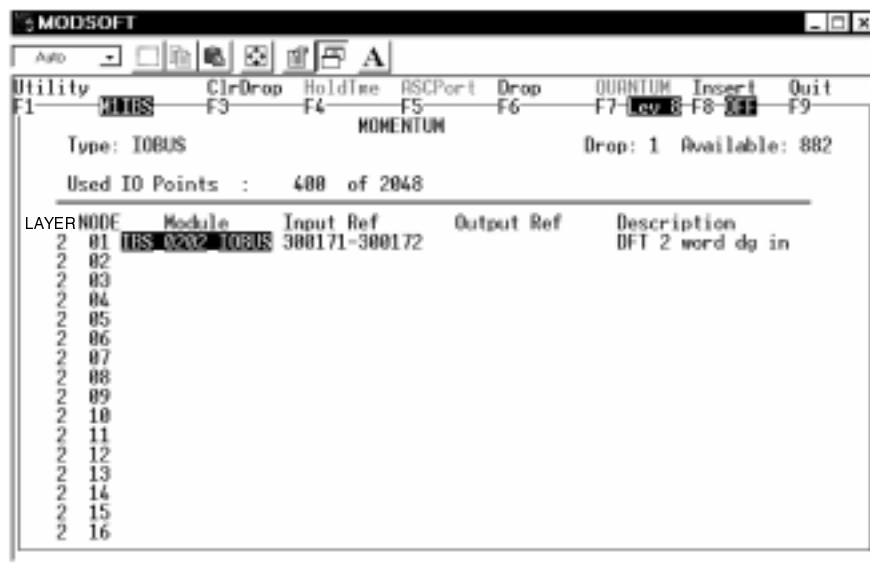 MODSOFT
Auto
A
Utility ClrDrop HoldTme ASCPort Drop QUANTUM Insert Quit
F1 M1IBS F3 F4 F5 F6 F7 Lev 8 F8 OFF F9
MOMENTUM
Type: IOBUS Drop: 1 Available: 882
Used IO Points : 400 of 2048
LAYER NODE Module Input Ref Output Ref Description
2 01 IBS 0202 IOBUS 300171-300172 DFT 2 word dg in
2 02
2 03
2 04
2 05
2 06
2 07
2 08
2 09
2 10
2 11
2 12
2 13
2 14
2 15
2 16